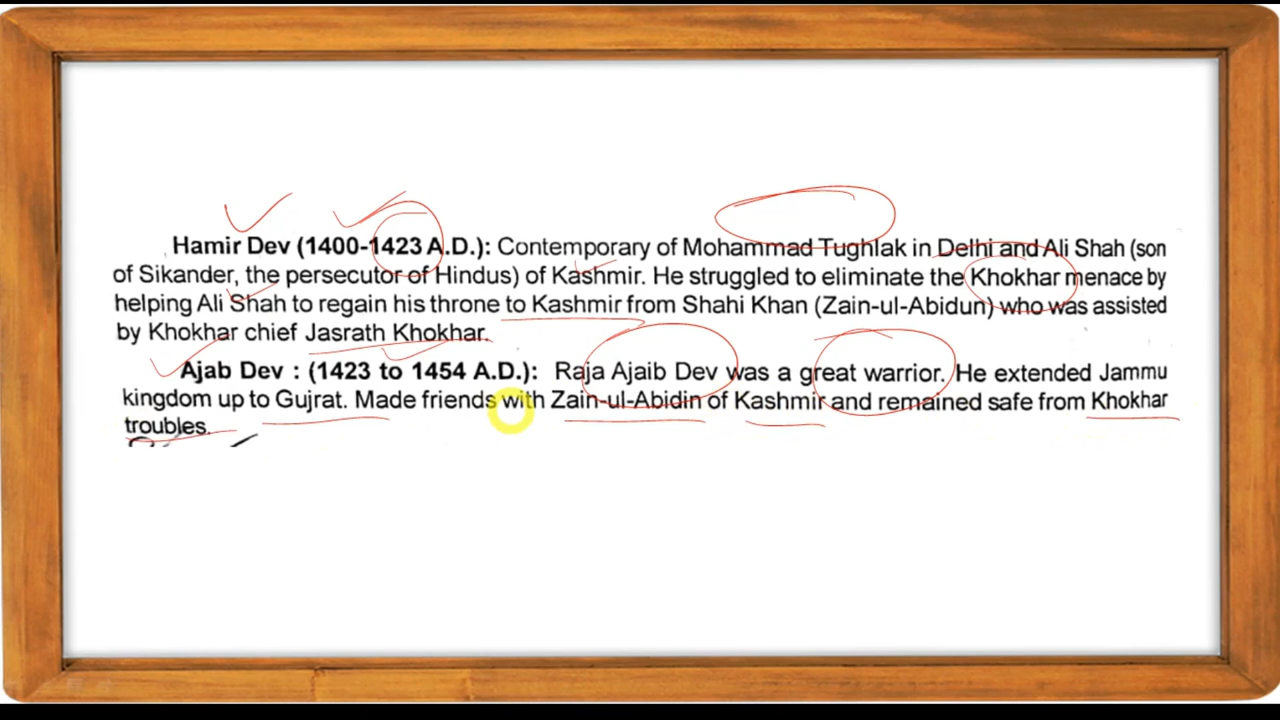 Hamir Dev (1400-1423 A.D.): Contemporary of Mohammad Tughlak in Delhi and Ali Shah (son
of Sikander, the persecutor of Hindus) of Kashmir. He struggled to eliminate the Khokhar menace by
helping Ali Shah to regain his throne to Kashmir from Shahi Khan (Zain-ul-Abidun) who was assisted
by Khokhar chief Jasrath Khokhar.
Ajab Dev : (1423 to 1454 A.D.): Raja Ajaib Dev was a great warrior. He extended Jammu
kingdom up to Gujrat. Made friends with Zain-ul-Abidin of Kashmir and remained safe from Khokhar
troubles.